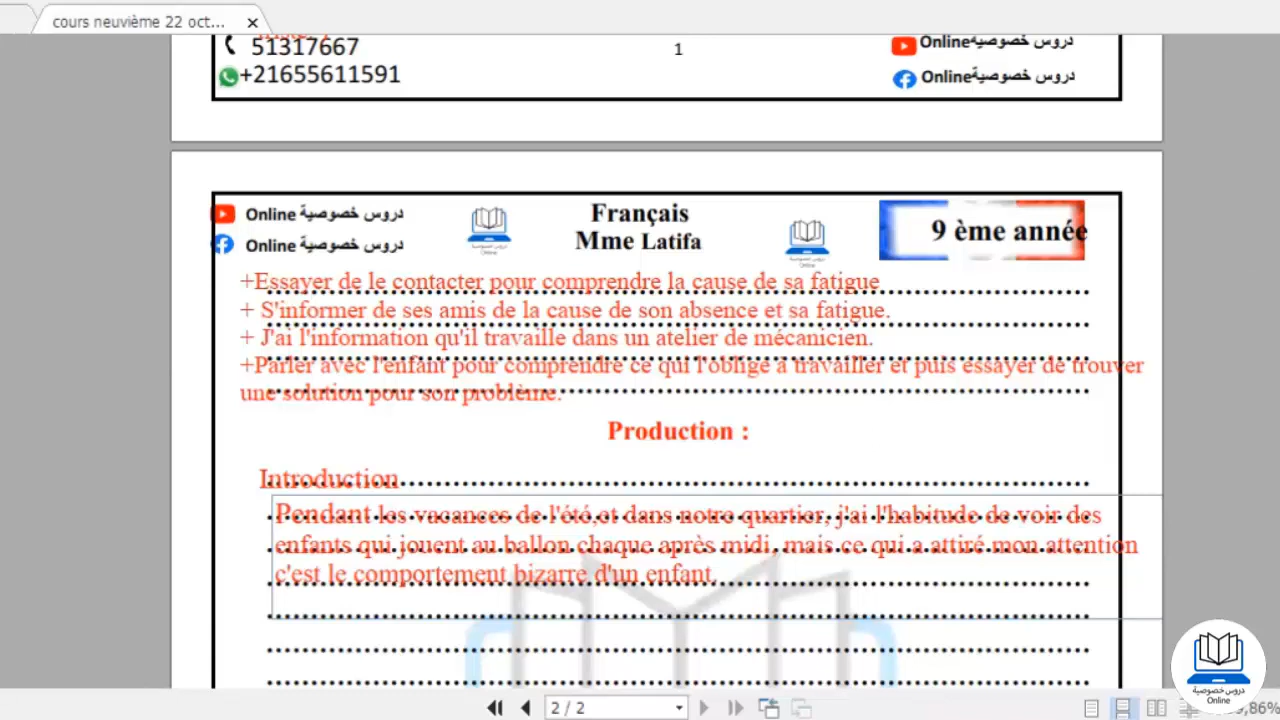 cours neuvième 22 oct...
51317667
1
Online دروس خصوصية
+21655611591
Online دروس خصوصية
Online دروس خصوصية
Français
9 ème année
Online دروس خصوصية
Mme Latifa
+Essayer de le contacter pour comprendre la cause de sa fatigue
+ S'informer de ses amis de la cause de son absence et sa fatigue.
+ J'ai l'information qu'il travaille dans un atelier de mécanicien.
+Parler avec l'enfant pour comprendre ce qui l'oblige à travailler et puis essayer de trouver
une solution pour son problème.
Production :
Introduction
Pendant les vacances de l'été,et dans notre quartier, j'ai l'habitude de voir des
enfants qui jouent au ballon chaque après midi, mais ce qui a attiré mon attention
c'est le comportement bizarre d'un enfant.
دروس خصوصية
Online
2 / 2
9,86%